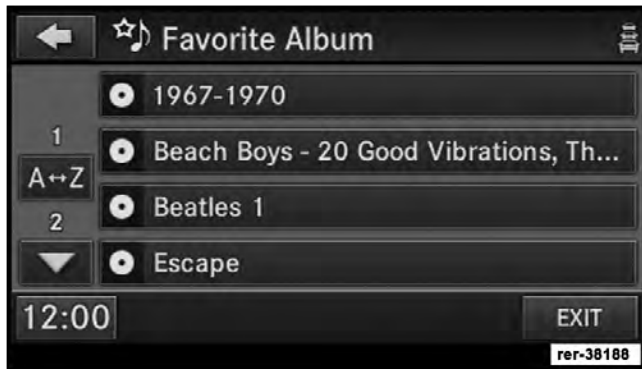 Favorite Album
1967-1970
1
Beach Boys - 20 Good Vibrations, Th...
A↔Z
Beatles 1
2
Escape
12:00
EXIT
rer-38188